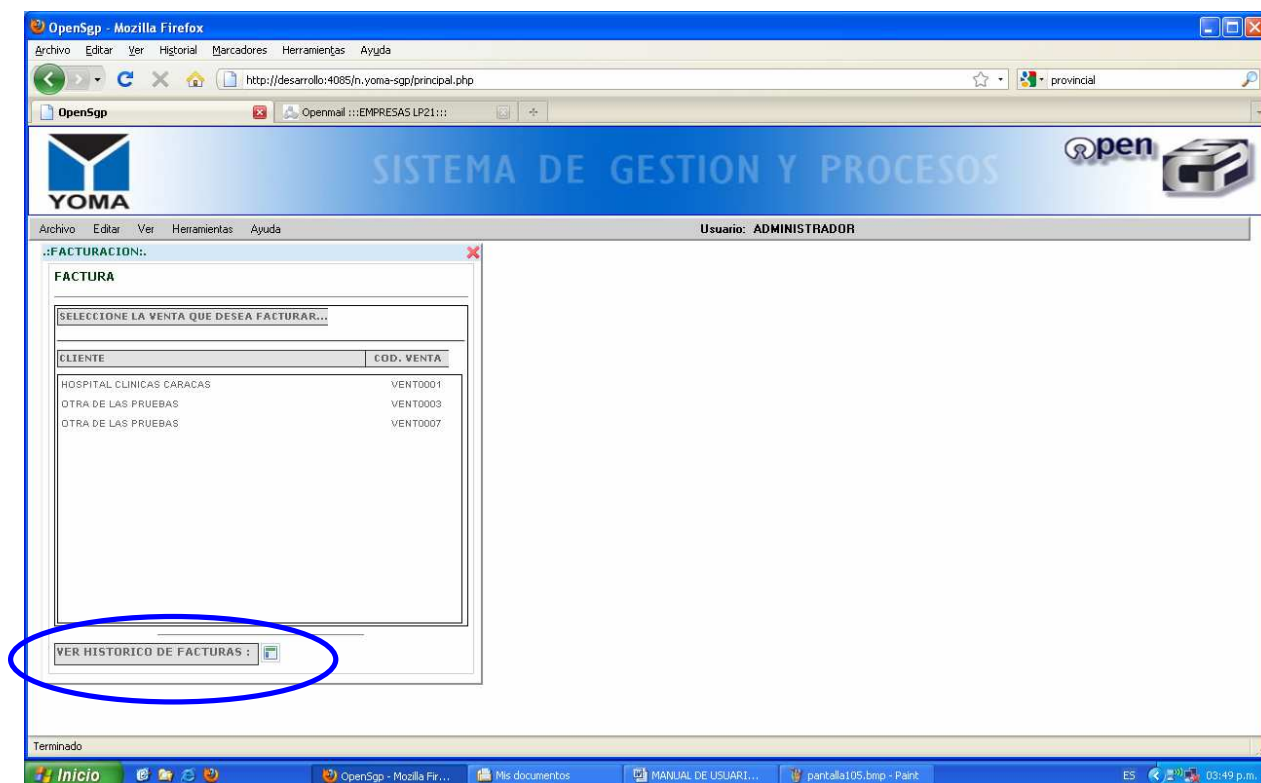 OpenSgp - Mozilla Firefox
Archivo Editar Ver Historial Marcadores Herramientas Ayuda
http://desarrollo:4085/n.yoma-sgp/principal.php provincial
OpenSgp Openmail :::EMPRESAS LP21:::
YOMA SISTEMA DE GESTION Y PROCESOS open
Archivo Editar Ver Herramientas Ayuda Usuario: ADMINISTRADOR
.:FACTURACION:.
FACTURA
SELECCIONE LA VENTA QUE DESEA FACTURAR...
CLIENTE COD. VENTA
HOSPITAL CLINICAS CARACAS VENT0001
OTRA DE LAS PRUEBAS VENT0003
OTRA DE LAS PRUEBAS VENT0007
VER HISTORICO DE FACTURAS :
Terminado
Inicio OpenSgp - Mozilla Fir... Mis documentos MANUAL DE USUARI... pantalla105.bmp - Paint ES 03:49 p.m.